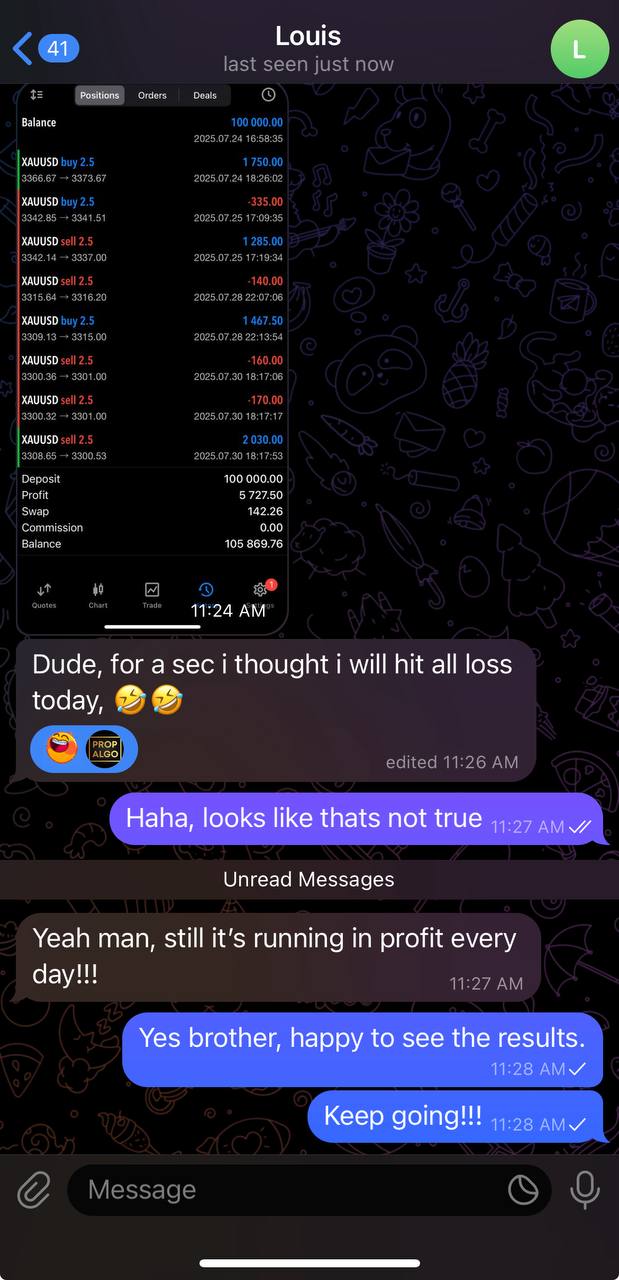 41
Louis
last seen just now
L
Positions Orders Deals
Balance 100 000.00
2025.07.24 16:58:35
XAUUSD buy 2.5 1 750.00
3366.67 → 3373.67 2025.07.24 18:26:02
XAUUSD buy 2.5 -335.00
3342.85 → 3341.51 2025.07.25 17:09:35
XAUUSD sell 2.5 1 285.00
3342.14 → 3337.00 2025.07.25 17:19:34
XAUUSD sell 2.5 -140.00
3315.64 → 3316.20 2025.07.28 22:07:06
XAUUSD buy 2.5 1 467.50
3309.13 → 3315.00 2025.07.28 22:13:54
XAUUSD sell 2.5 -160.00
3300.36 → 3301.00 2025.07.30 18:17:06
XAUUSD sell 2.5 -170.00
3300.32 → 3301.00 2025.07.30 18:17:17
XAUUSD sell 2.5 2 030.00
3308.65 → 3300.53 2025.07.30 18:17:53
Deposit 100 000.00
Profit 5 727.50
Swap 142.26
Commission 0.00
Balance 105 869.76
1
Quotes Chart Trade
11:24 AM
Dude, for a sec i thought i will hit all loss
today, 🤣🤣
PROP
ALGO
edited 11:26 AM
Haha, looks like thats not true 11:27 AM
Unread Messages
Yeah man, still it’s running in profit every
day!!! 11:27 AM
Yes brother, happy to see the results.
11:28 AM
Keep going!!! 11:28 AM
Message